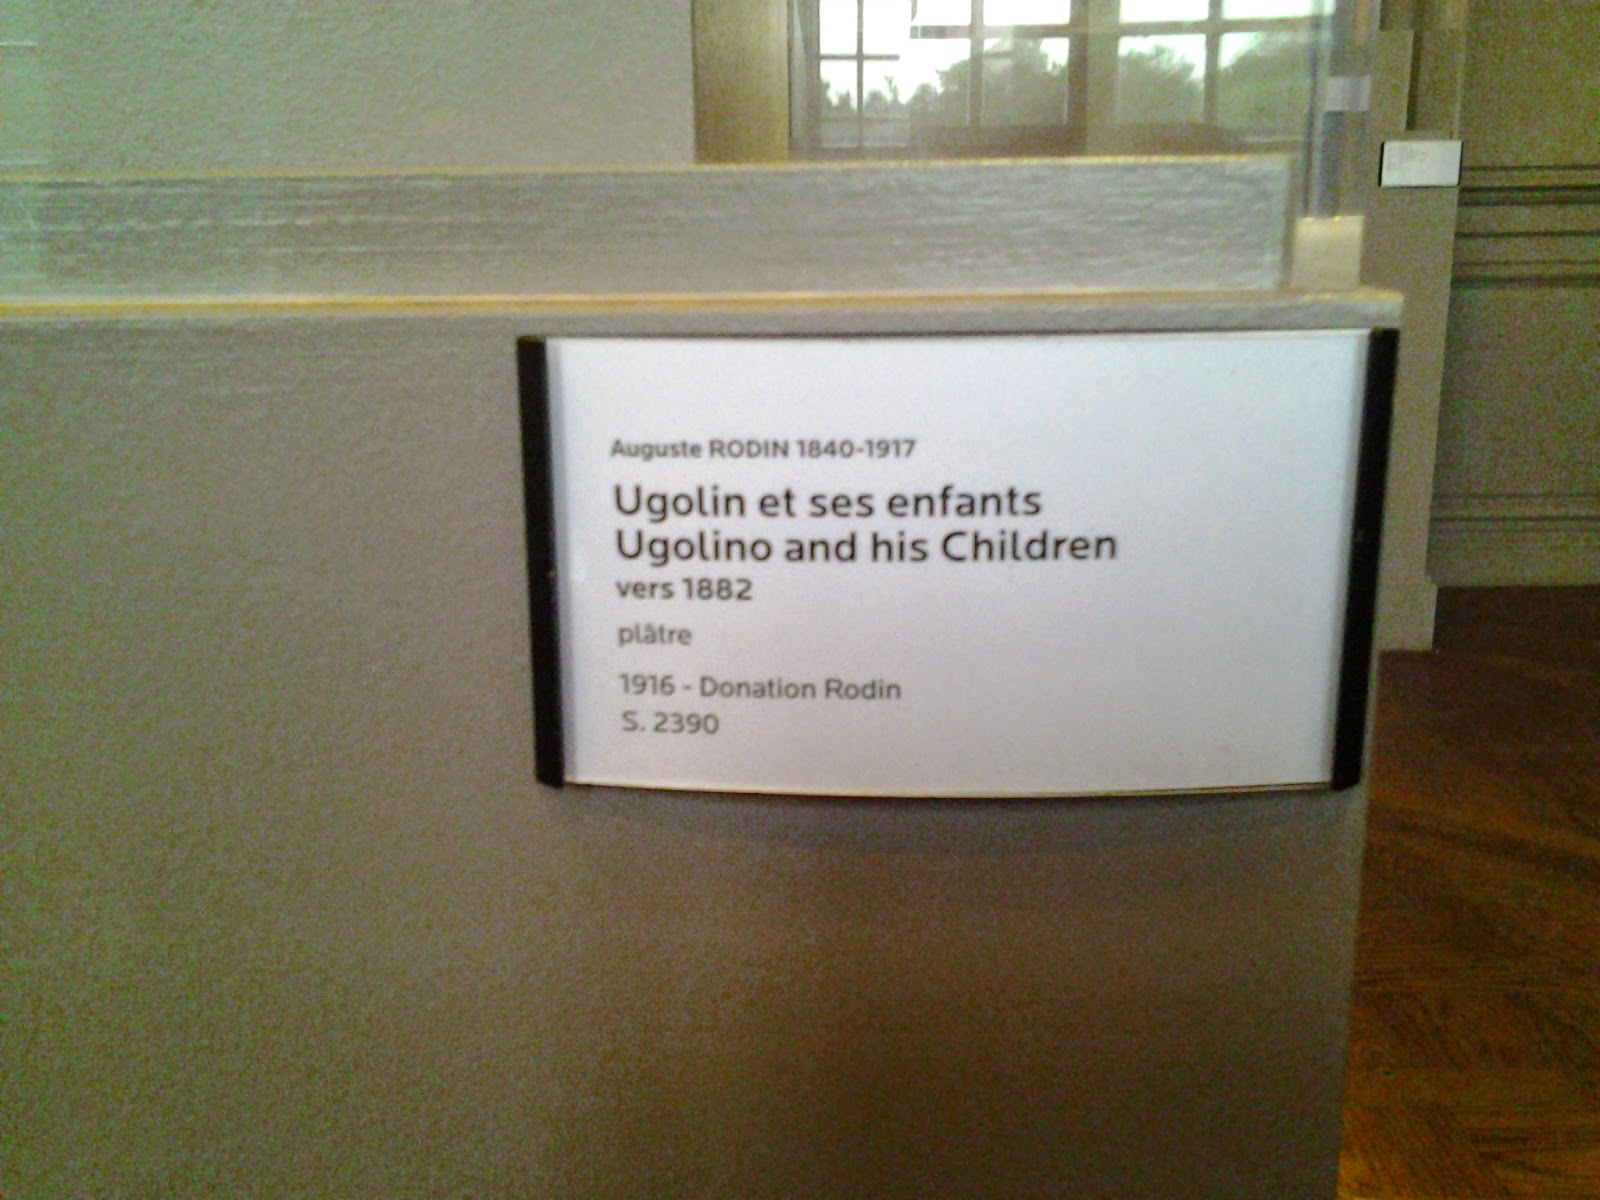 Auguste RODIN 1840-1917
Ugolin et ses enfants
Ugolino and his Children
vers 1882
plâtre
1916 - Donation Rodin
S. 2390